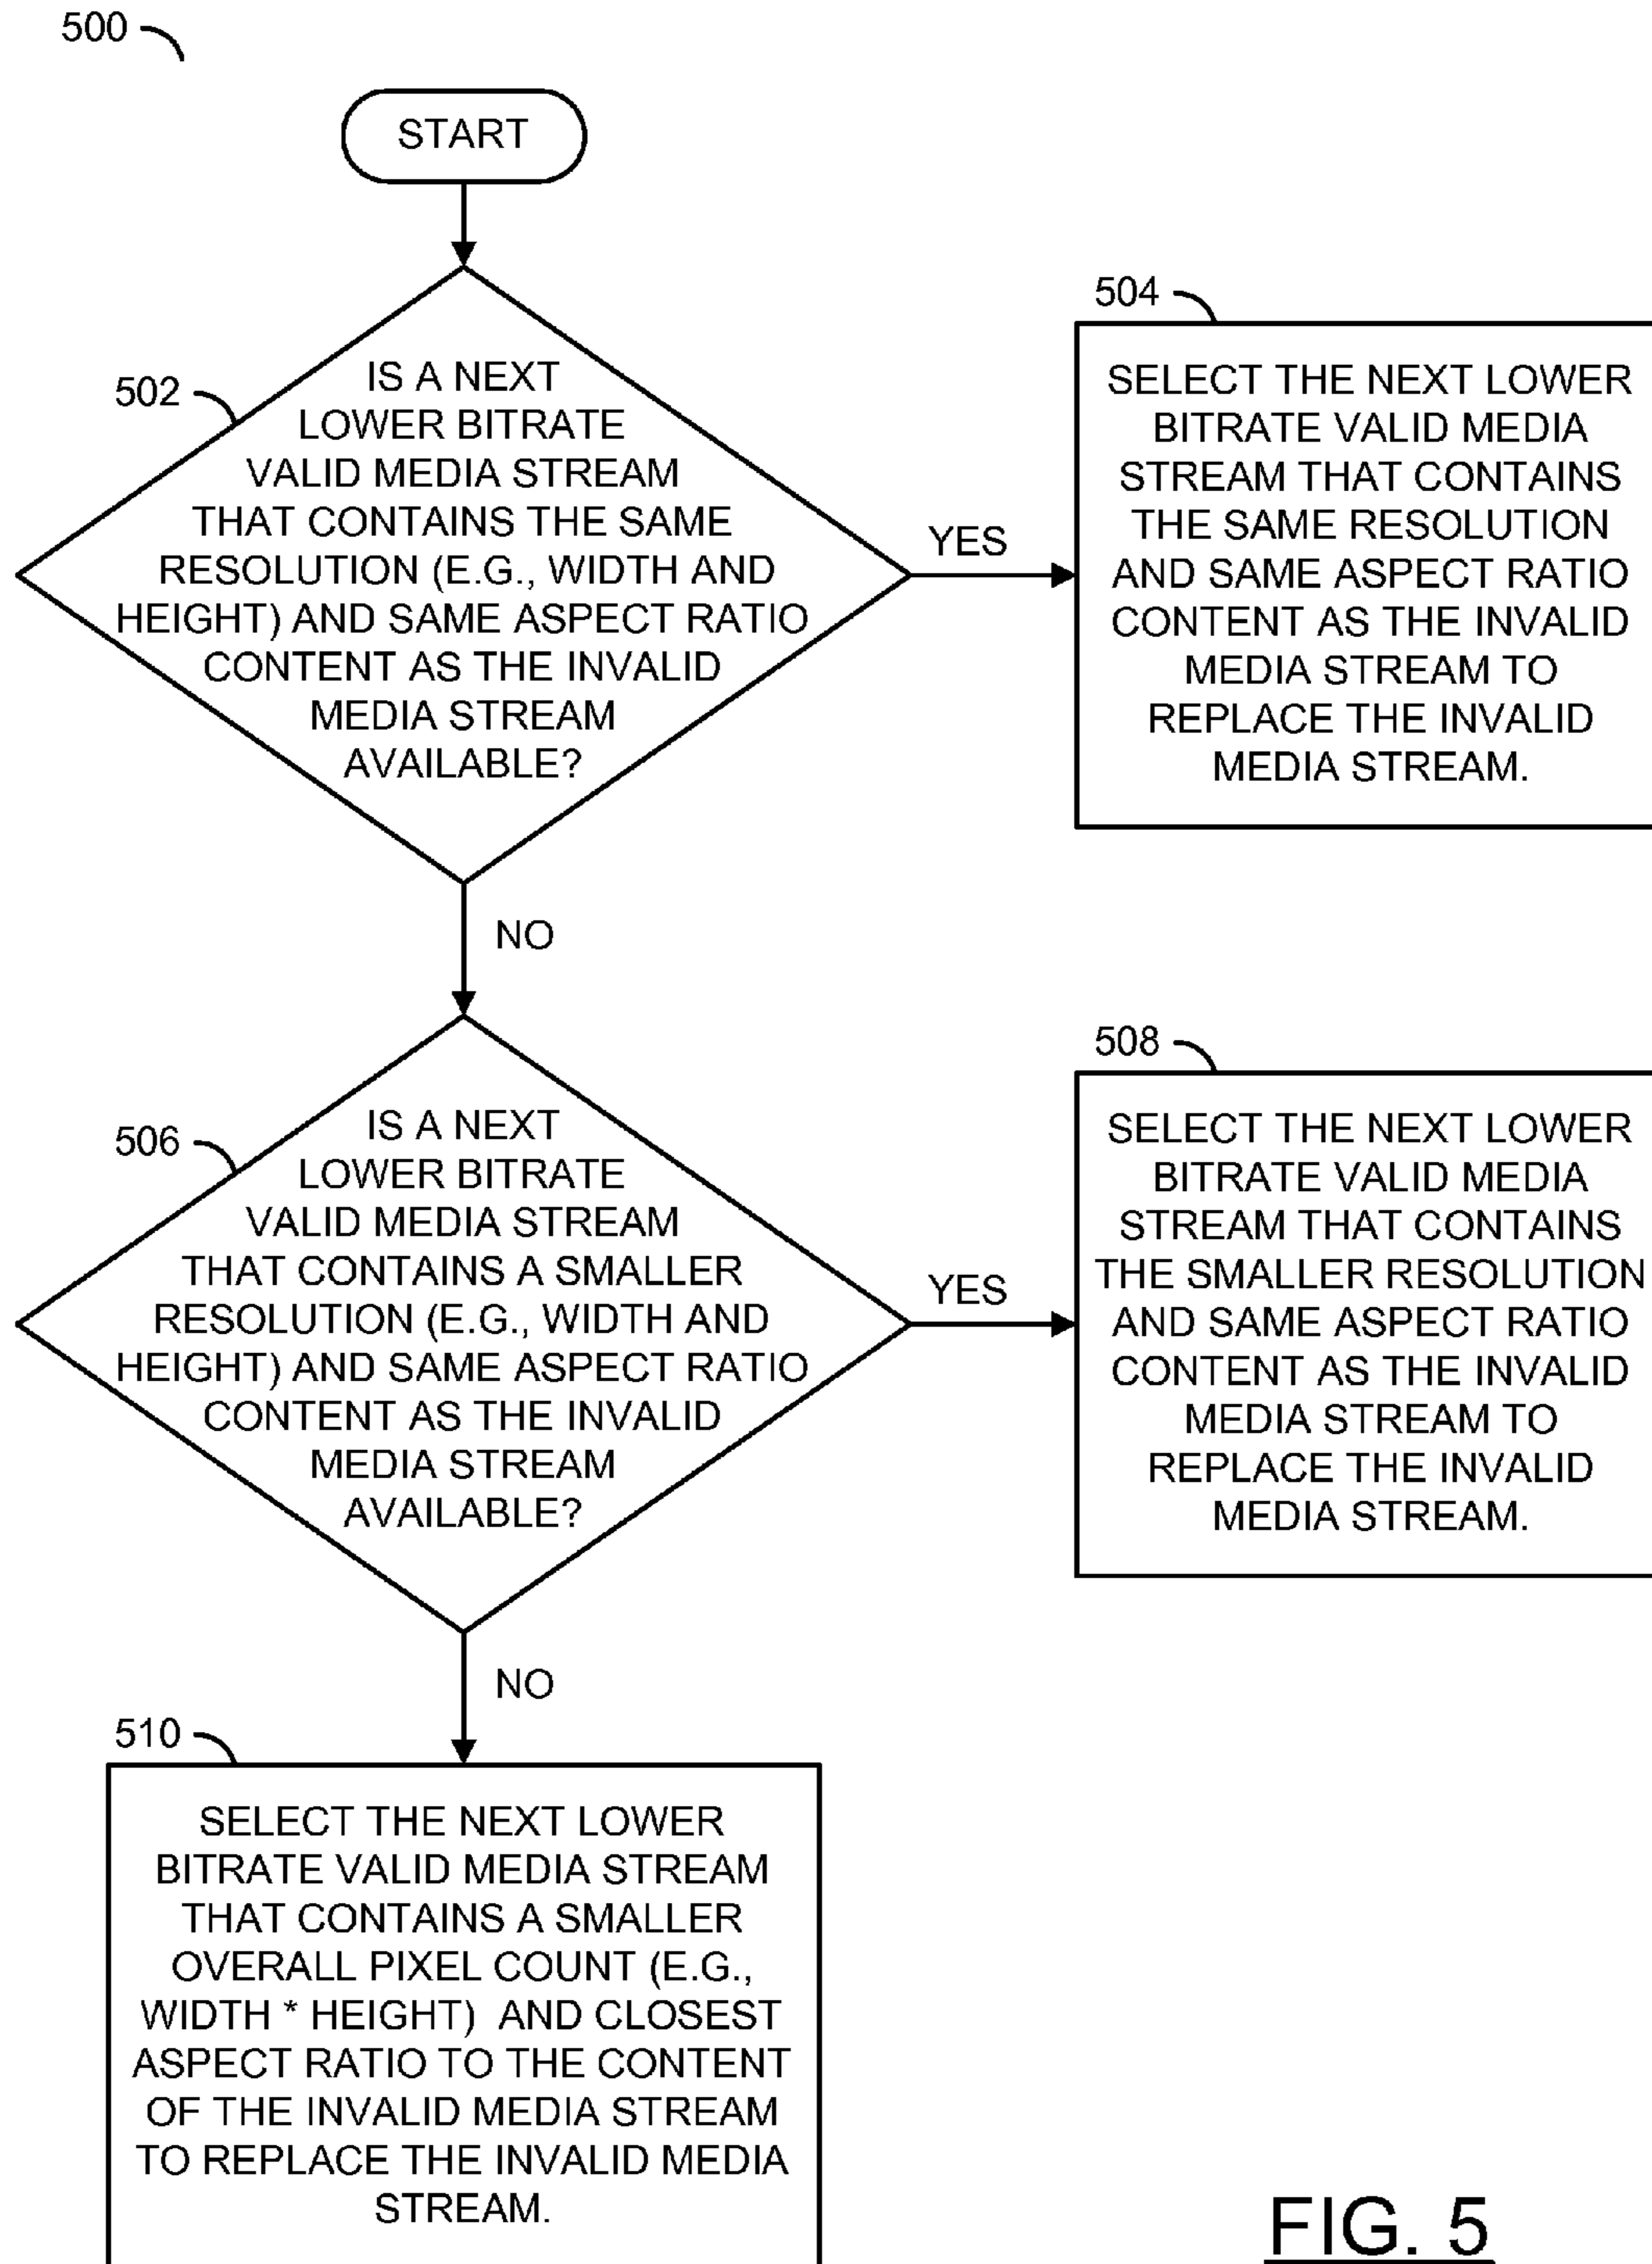 500
START
502
IS A NEXT
LOWER BITRATE
VALID MEDIA STREAM
THAT CONTAINS THE SAME
RESOLUTION (E.G., WIDTH AND
HEIGHT) AND SAME ASPECT RATIO
CONTENT AS THE INVALID
MEDIA STREAM
AVAILABLE?
YES
504
SELECT THE NEXT LOWER
BITRATE VALID MEDIA
STREAM THAT CONTAINS
THE SAME RESOLUTION
AND SAME ASPECT RATIO
CONTENT AS THE INVALID
MEDIA STREAM TO
REPLACE THE INVALID
MEDIA STREAM.
NO
506
IS A NEXT
LOWER BITRATE
VALID MEDIA STREAM
THAT CONTAINS A SMALLER
RESOLUTION (E.G., WIDTH AND
HEIGHT) AND SAME ASPECT RATIO
CONTENT AS THE INVALID
MEDIA STREAM
AVAILABLE?
YES
508
SELECT THE NEXT LOWER
BITRATE VALID MEDIA
STREAM THAT CONTAINS
THE SMALLER RESOLUTION
AND SAME ASPECT RATIO
CONTENT AS THE INVALID
MEDIA STREAM TO
REPLACE THE INVALID
MEDIA STREAM.
NO
510
SELECT THE NEXT LOWER
BITRATE VALID MEDIA STREAM
THAT CONTAINS A SMALLER
OVERALL PIXEL COUNT (E.G.,
WIDTH * HEIGHT) AND CLOSEST
ASPECT RATIO TO THE CONTENT
OF THE INVALID MEDIA STREAM
TO REPLACE THE INVALID MEDIA
STREAM.
FIG. 5